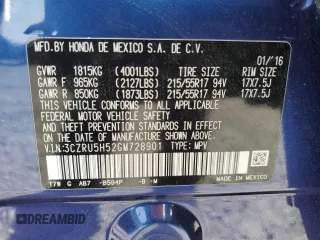 MFD.BY HONDA DE MEXICO S.A. DE C.V.
01/'16
GVWR 1815KG (4001LBS) TIRE SIZE RIM SIZE
GAWR F 965KG (2127LBS) 215/55R17 94V 17X7.5J
GAWR R 850KG (1873LBS) 215/55R17 94V 17X7.5J
THIS VEHICLE CONFORMS TO ALL APPLICABLE
FEDERAL MOTOR VEHICLE SAFETY AND
THEFT PREVENTION STANDARDS IN EFFECT
ON THE DATE OF MANUFACTURE SHOWN ABOVE.
V.I.N:3CZRU5H52GM728901 TYPE: MPV
T7W G AB7 -B594P -B -M
MADE IN MEXICO
DREAMBID